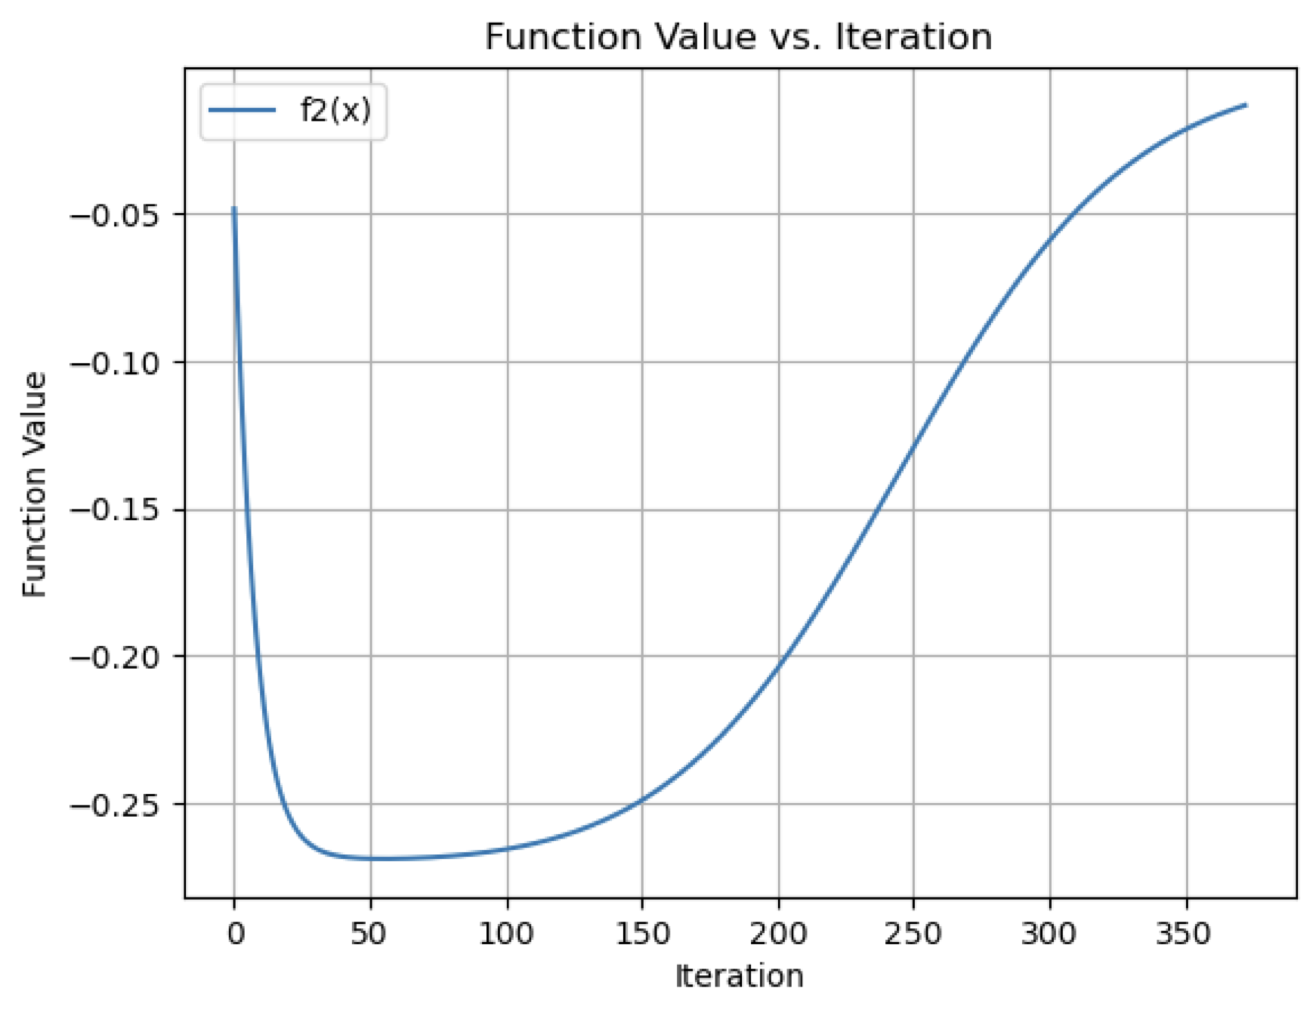 Function Value vs. Iteration
f2(x)
−0.05
−0.10
−0.15
−0.20
−0.25
Function Value
0 50 100 150 200 250 300 350
Iteration